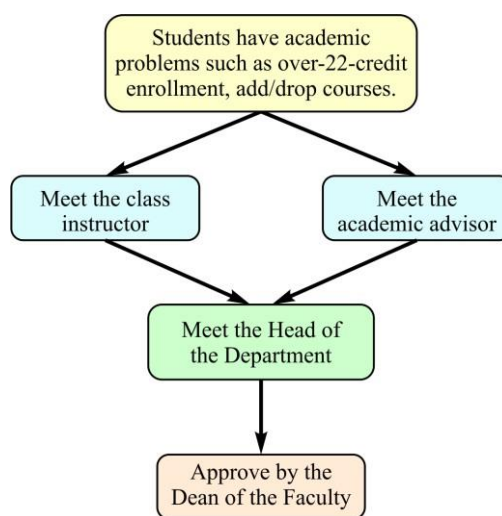 Students have academic
problems such as over-22-credit
enrollment, add/drop courses.
Meet the class
instructor
Meet the
academic advisor
Meet the Head of
the Department
Approve by the
Dean of the Faculty